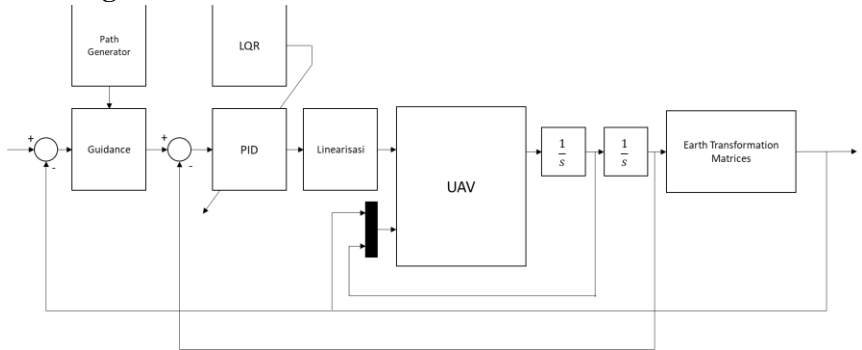 Path
Generator
LQR
+
-
Guidance
+
-
PID
Linearisasi
UAV
1
s
1
s
Earth Transformation
Matrices